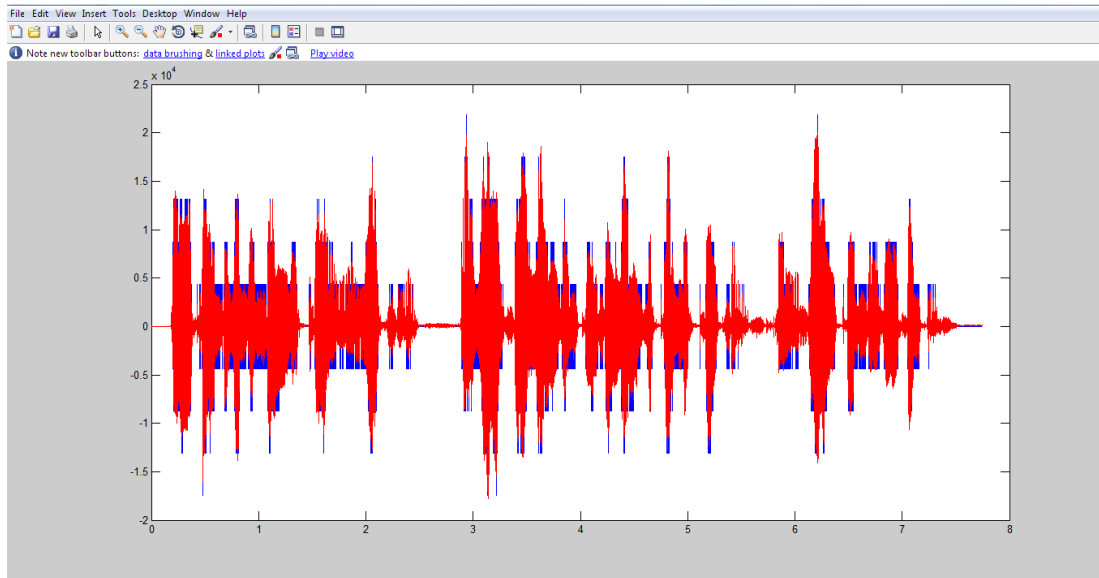 File Edit View Insert Tools Desktop Window Help
Note new toolbar buttons: data brushing & linked plots Play video
x 10^4
2.5
2
1.5
1
0.5
0
-0.5
-1
-1.5
-2
0 1 2 3 4 5 6 7 8